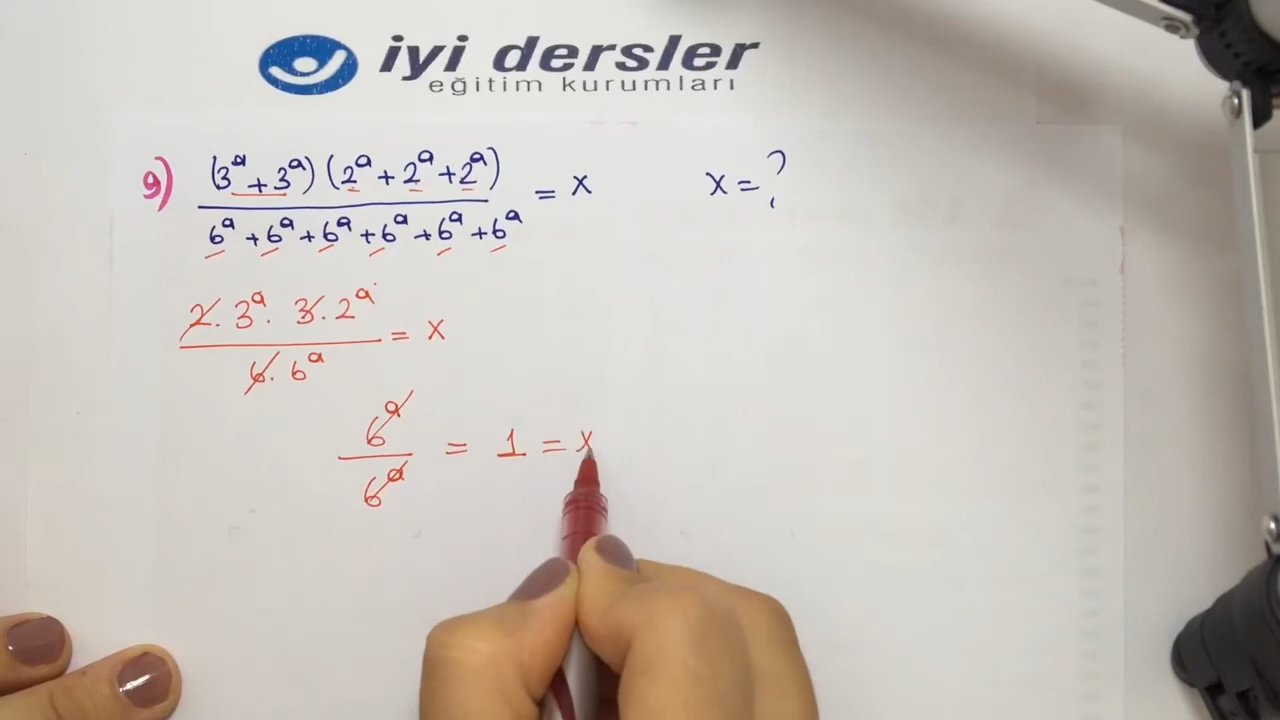 iyi dersler
eğitim kurumları
9) (3^a + 3^a) (2^a + 2^a + 2^a) / 6^a + 6^a + 6^a + 6^a + 6^a + 6^a = x x = ?
2 . 3^a . 3 . 2^a / 6 . 6^a = x
6^a / 6^a = 1 = x